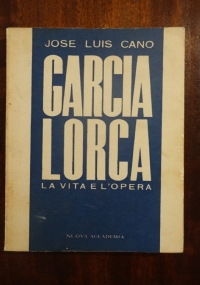 JOSE LUIS CANO
GARCIA
LORCA
LA VITA E L'OPERA
NUOVA ACCADEMIA